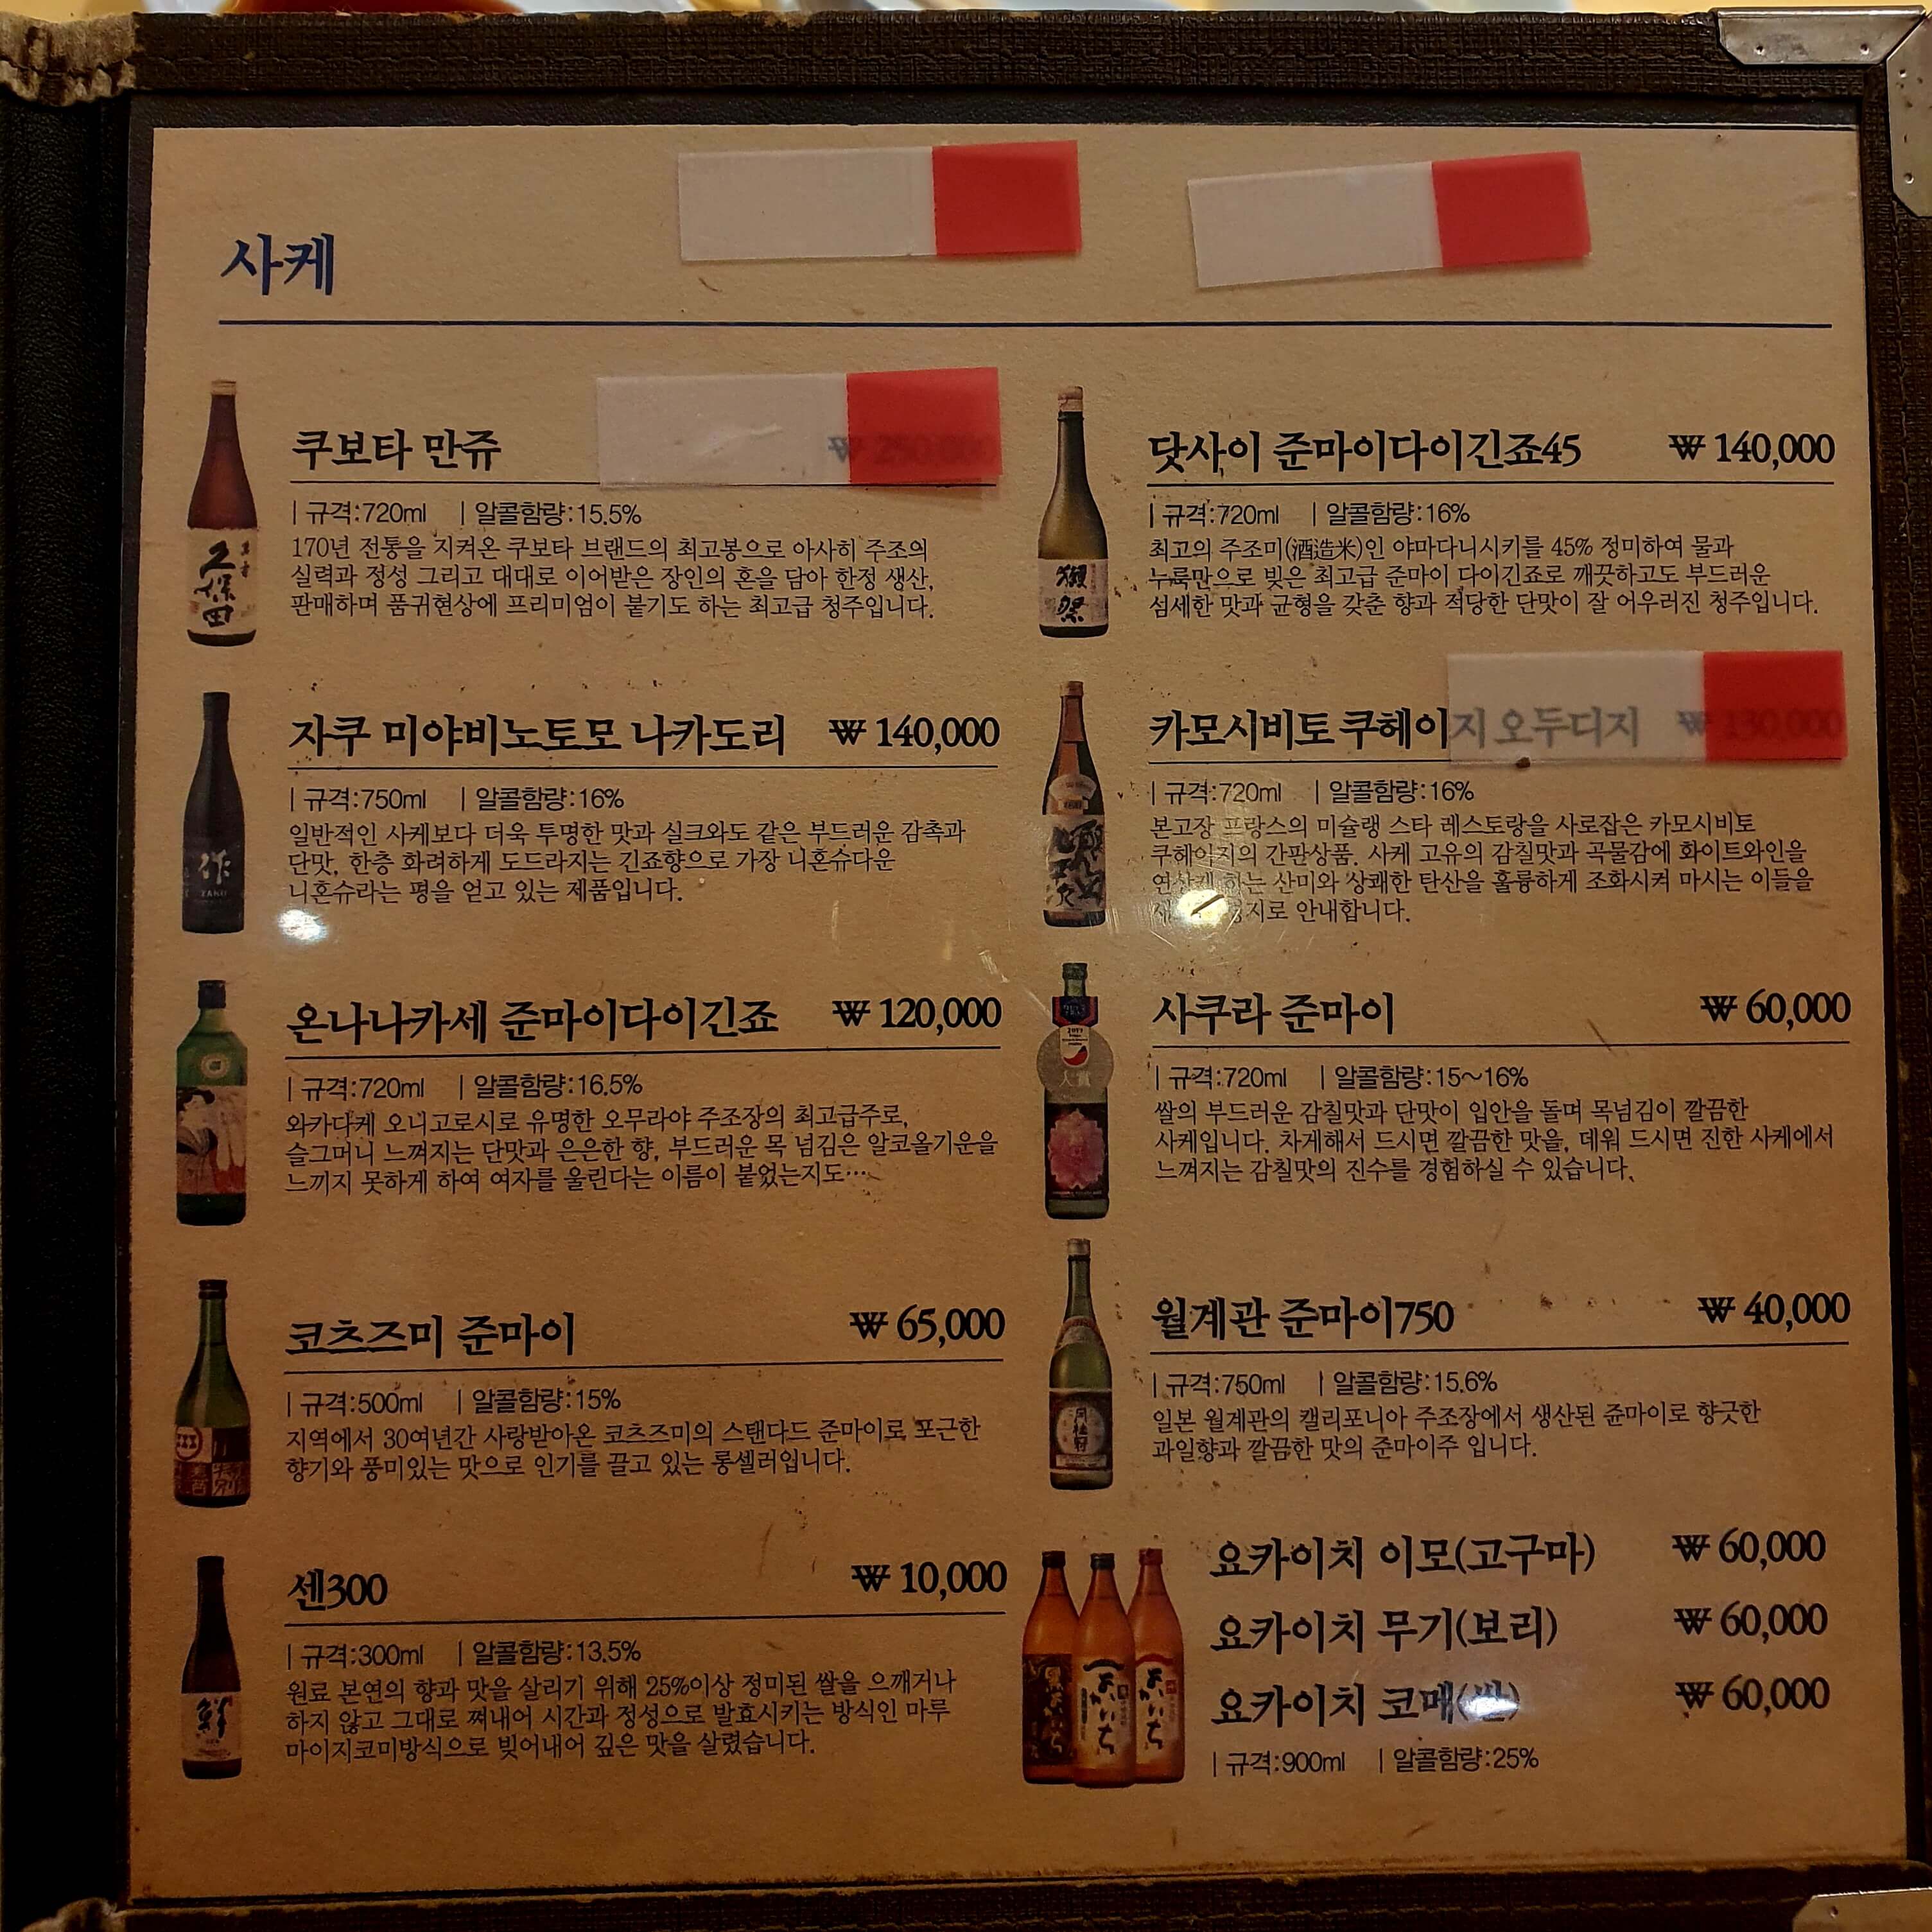 사케
쿠보타 만쥬
| 규격:720ml | 알콜함량:15.5%
170년 전통을 지켜온 쿠보타 브랜드의 최고봉으로 아사히 주조의
실력과 정성 그리고 대대로 이어받은 장인의 혼을 담아 한정 생산,
판매하며 품귀현상에 프리미엄이 붙기도 하는 최고급 청주입니다.
자쿠 미야비노토모 나카도리 ₩ 140,000
| 규격:750ml | 알콜함량:16%
일반적인 사케보다 더욱 투명한 맛과 실크와도 같은 부드러운 감촉과
단맛, 한층 화려하게 도드라지는 긴죠향으로 가장 니혼슈다운
니혼슈라는 평을 얻고 있는 제품입니다.
온나나카세 준마이다이긴죠 ₩ 120,000
| 규격:720ml | 알콜함량:16.5%
와카다케 오니고로시로 유명한 오무라야 주조장의 최고급주로,
슬그머니 느껴지는 단맛과 은은한 향, 부드러운 목 넘김은 알코올기운을
느끼지 못하게 하여 여자를 울린다는 이름이 붙었는지도…
코츠즈미 준마이 ₩ 65,000
| 규격:500ml | 알콜함량:15%
지역에서 30여년간 사랑받아온 코츠즈미의 스탠다드 준마이로 포근한
향기와 풍미있는 맛으로 인기를 끌고 있는 롱셀러입니다.
센300 ₩ 10,000
| 규격:300ml | 알콜함량:13.5%
원료 본연의 향과 맛을 살리기 위해 25%이상 정미된 쌀을 으깨거나
하지 않고 그대로 쪄내어 시간과 정성으로 발효시키는 방식인 마루
마이지코미방식으로 빚어내어 깊은 맛을 살렸습니다.
닷사이 준마이다이긴죠45 ₩ 140,000
| 규격:720ml | 알콜함량:16%
최고의 주조미(酒造米)인 야마다니시키를 45% 정미하여 물과
누룩만으로 빚은 최고급 준마이 다이긴죠로 깨끗하고도 부드러운
섬세한 맛과 균형을 갖춘 향과 적당한 단맛이 잘 어우러진 청주입니다.
카모시비토 쿠헤이지 오두디지 ₩ 130,000
| 규격:720ml | 알콜함량:16%
본고장 프랑스의 미슐랭 스타 레스토랑을 사로잡은 카모시비토
쿠헤이지의 간판상품. 사케 고유의 감칠맛과 곡물감에 화이트와인을
연상케 하는 산미와 상쾌한 탄산을 훌륭하게 조화시켜 마시는 이들을
안내합니다.
사쿠라 준마이 ₩ 60,000
| 규격:720ml | 알콜함량:15~16%
쌀의 부드러운 감칠맛과 단맛이 입안을 돌며 목넘김이 깔끔한
사케입니다. 차게해서 드시면 깔끔한 맛을, 데워 드시면 진한 사케에서
느껴지는 감칠맛의 진수를 경험하실 수 있습니다.
월계관 준마이750 ₩ 40,000
| 규격:750ml | 알콜함량:15.6%
일본 월계관의 캘리포니아 주조장에서 생산된 쥰마이로 향긋한
과일향과 깔끔한 맛의 준마이주 입니다.
요카이치 이모(고구마) ₩ 60,000
요카이치 무기(보리) ₩ 60,000
요카이치 코메(쌀) ₩ 60,000
| 규격:900ml | 알콜함량:25%
久保田
獺祭
作
ZAKU
大賞
月桂冠
よかいち
よかいち